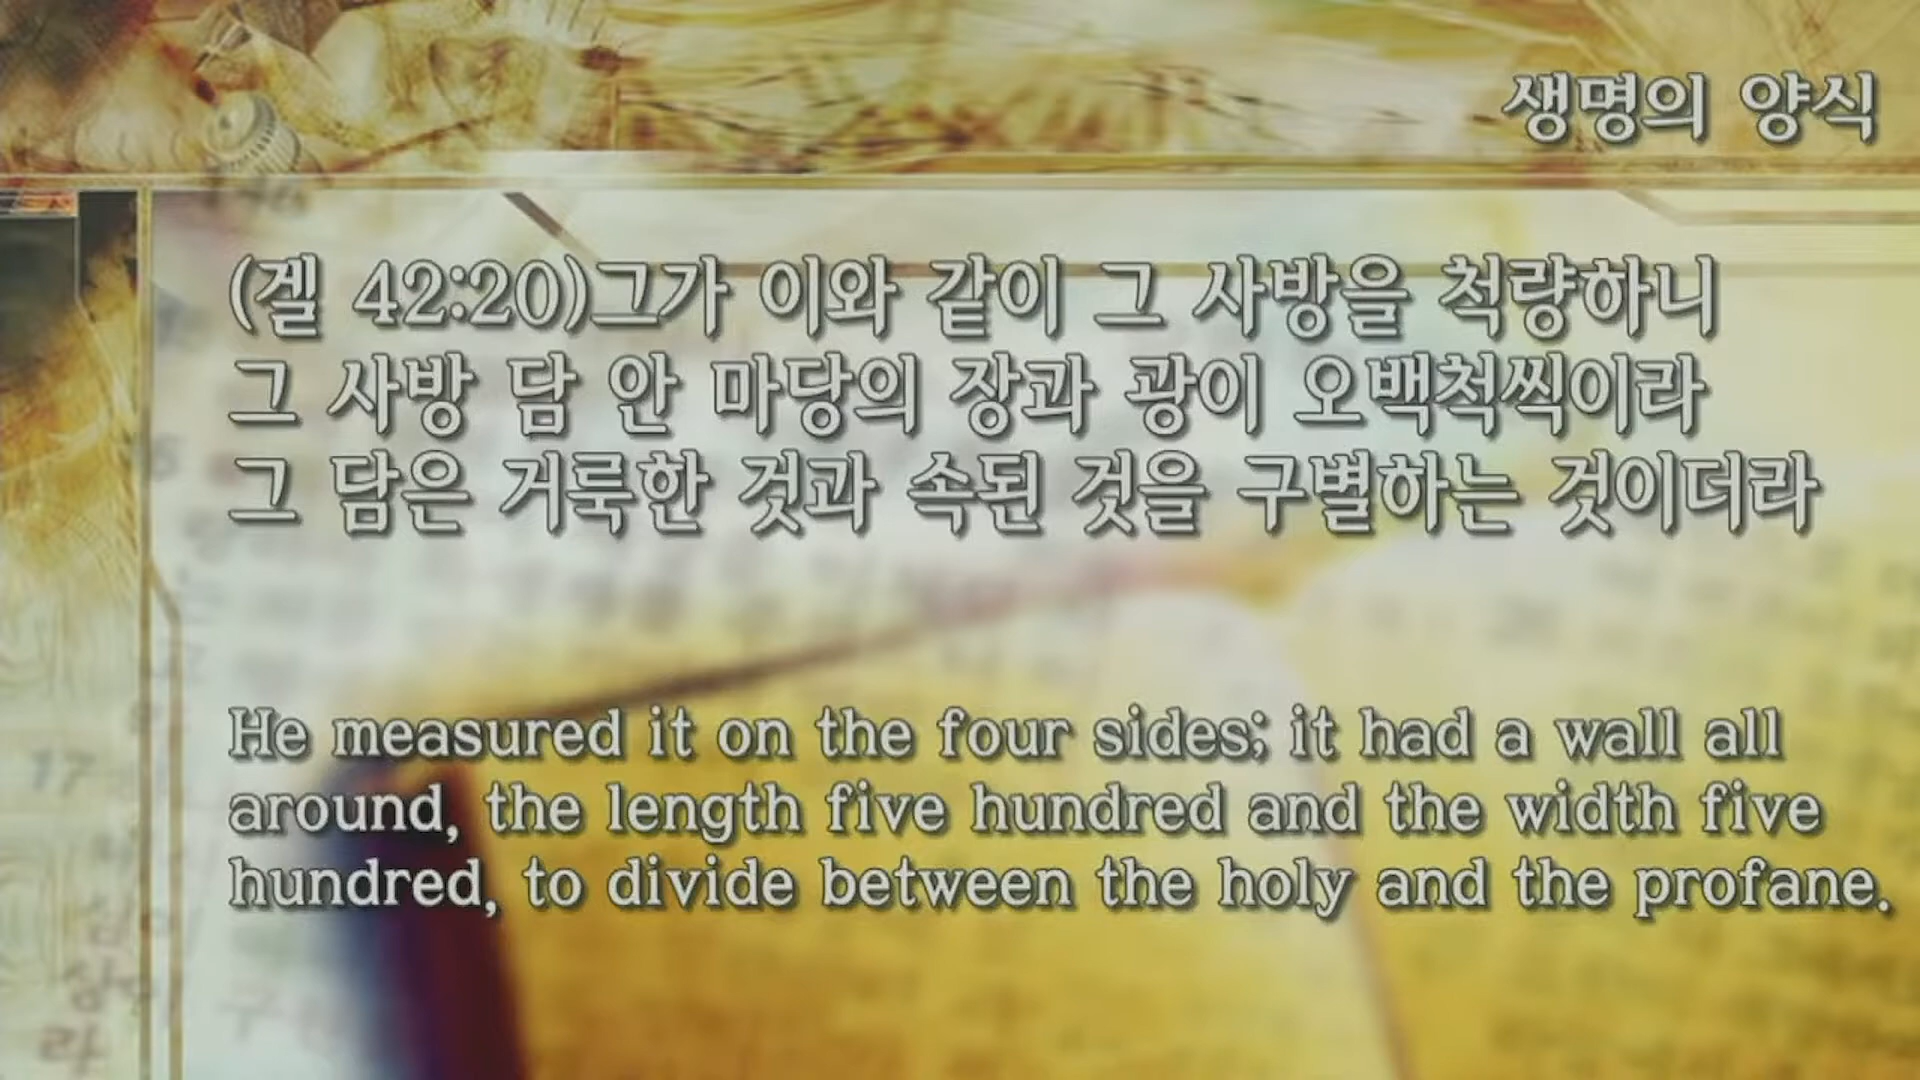 생명의 양식
(겔 42:20)그가 이와 같이 그 사방을 척량하니
그 사방 담 안 마당의 장과 광이 오백척씩이라
그 담은 거룩한 것과 속된 것을 구별하는 것이더라
He measured it on the four sides; it had a wall all
around, the length five hundred and the width five
hundred, to divide between the holy and the profane.